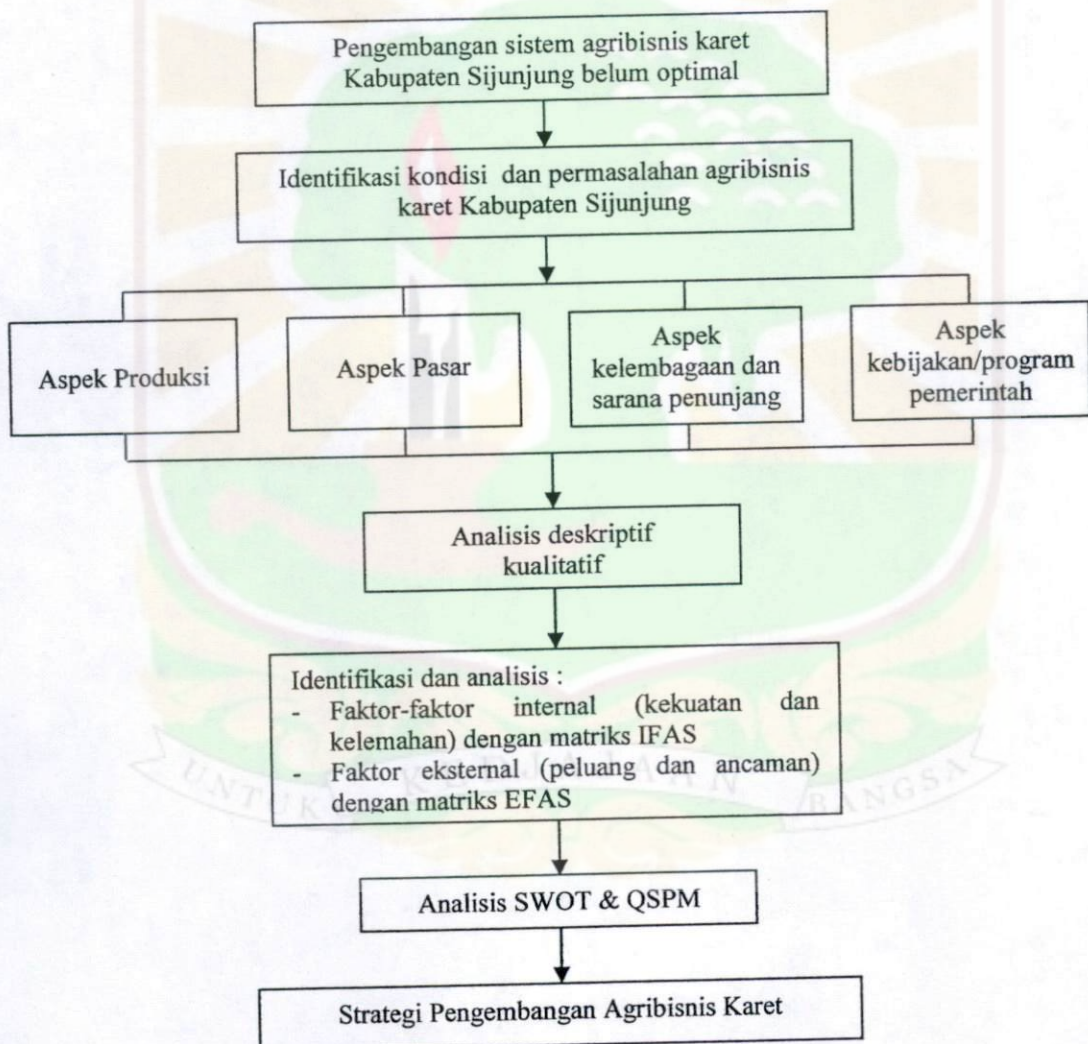 Pengembangan sistem agribisnis karet
Kabupaten Sijunjung belum optimal
Identifikasi kondisi dan permasalahan agribisnis
karet Kabupaten Sijunjung
Aspek Produksi
Aspek Pasar
Aspek
kelembagaan dan
sarana penunjang
Aspek
kebijakan/program
pemerintah
Analisis deskriptif
kualitatif
Identifikasi dan analisis :
- Faktor-faktor internal (kekuatan dan
kelemahan) dengan matriks IFAS
- Faktor eksternal (peluang dan ancaman)
dengan matriks EFAS
UNTUK KEDJAJAAN BANGSA
Analisis SWOT & QSPM
Strategi Pengembangan Agribisnis Karet